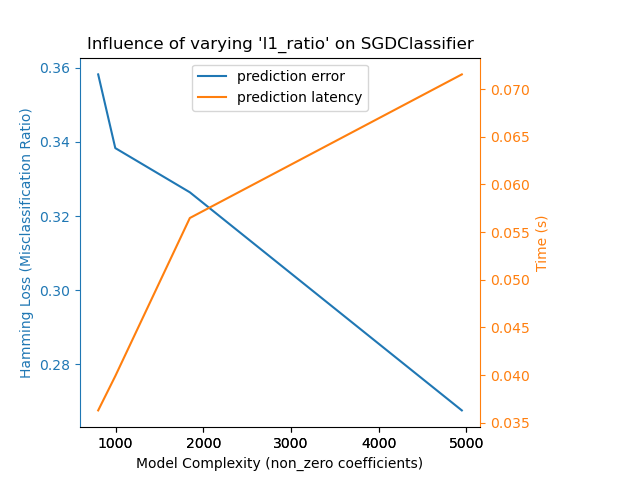 Influence of varying 'l1_ratio' on SGDClassifier
prediction error
prediction latency
Hamming Loss (Misclassification Ratio)
0.36
0.34
0.32
0.30
0.28
0.070
0.065
0.060
0.055
0.050
0.045
0.040
0.035
Time (s)
1000 2000 3000 4000 5000
Model Complexity (non_zero coefficients)